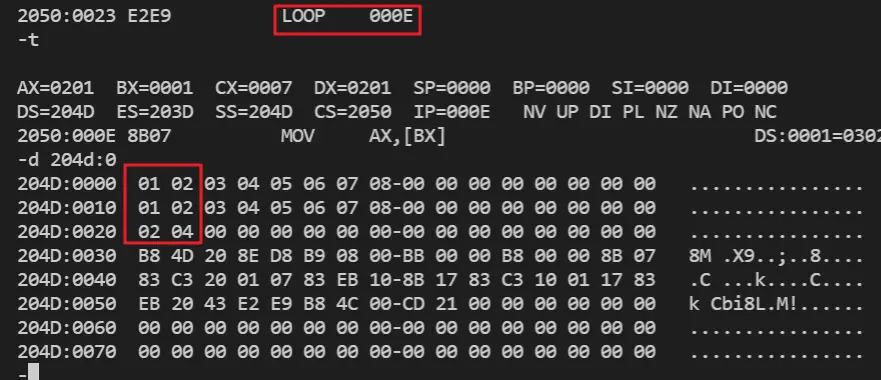 2050:0023 E2E9 LOOP 000E
-t
AX=0201 BX=0001 CX=0007 DX=0201 SP=0000 BP=0000 SI=0000 DI=0000
DS=204D ES=203D SS=204D CS=2050 IP=000E NV UP DI PL NZ NA PO NC
2050:000E 8B07 MOV AX,[BX] DS:0001=0302
-d 204d:0
204D:0000 01 02 03 04 05 06 07 08-00 00 00 00 00 00 00 00 ................
204D:0010 01 02 03 04 05 06 07 08-00 00 00 00 00 00 00 00 ................
204D:0020 02 04 00 00 00 00 00 00-00 00 00 00 00 00 00 00 ................
204D:0030 B8 4D 20 8E D8 B9 08 00-BB 00 00 B8 00 00 8B 07 8M .X9..;..8....
204D:0040 83 C3 20 01 07 83 EB 10-8B 17 83 C3 10 01 17 83 .C ...k....C....
204D:0050 EB 20 43 E2 E9 B8 4C 00-CD 21 00 00 00 00 00 00 k Cbi8L.M!......
204D:0060 00 00 00 00 00 00 00 00-00 00 00 00 00 00 00 00 ................
204D:0070 00 00 00 00 00 00 00 00-00 00 00 00 00 00 00 00 ................
-